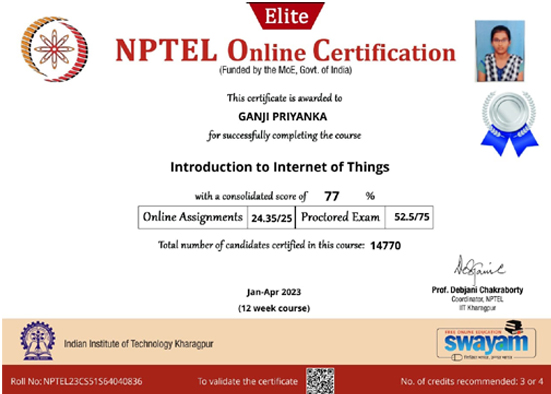 Elite
NPTEL Online Certification
(Funded by the MoE, Govt. of India)
This certificate is awarded to
GANJI PRIYANKA
for successfully completing the course
Introduction to Internet of Things
with a consolidated score of 77 %
Online Assignments 24.35/25 Proctored Exam 52.5/75
Total number of candidates certified in this course: 14770
Jan-Apr 2023
(12 week course)
Prof. Debjani Chakraborty
Coordinator, NPTEL
IIT Kharagpur
Indian Institute of Technology Kharagpur
FREE ONLINE EDUCATION
swayam
Roll No: NPTEL23CS51S64040836
To validate the certificate
No. of credits recommended: 3 or 4